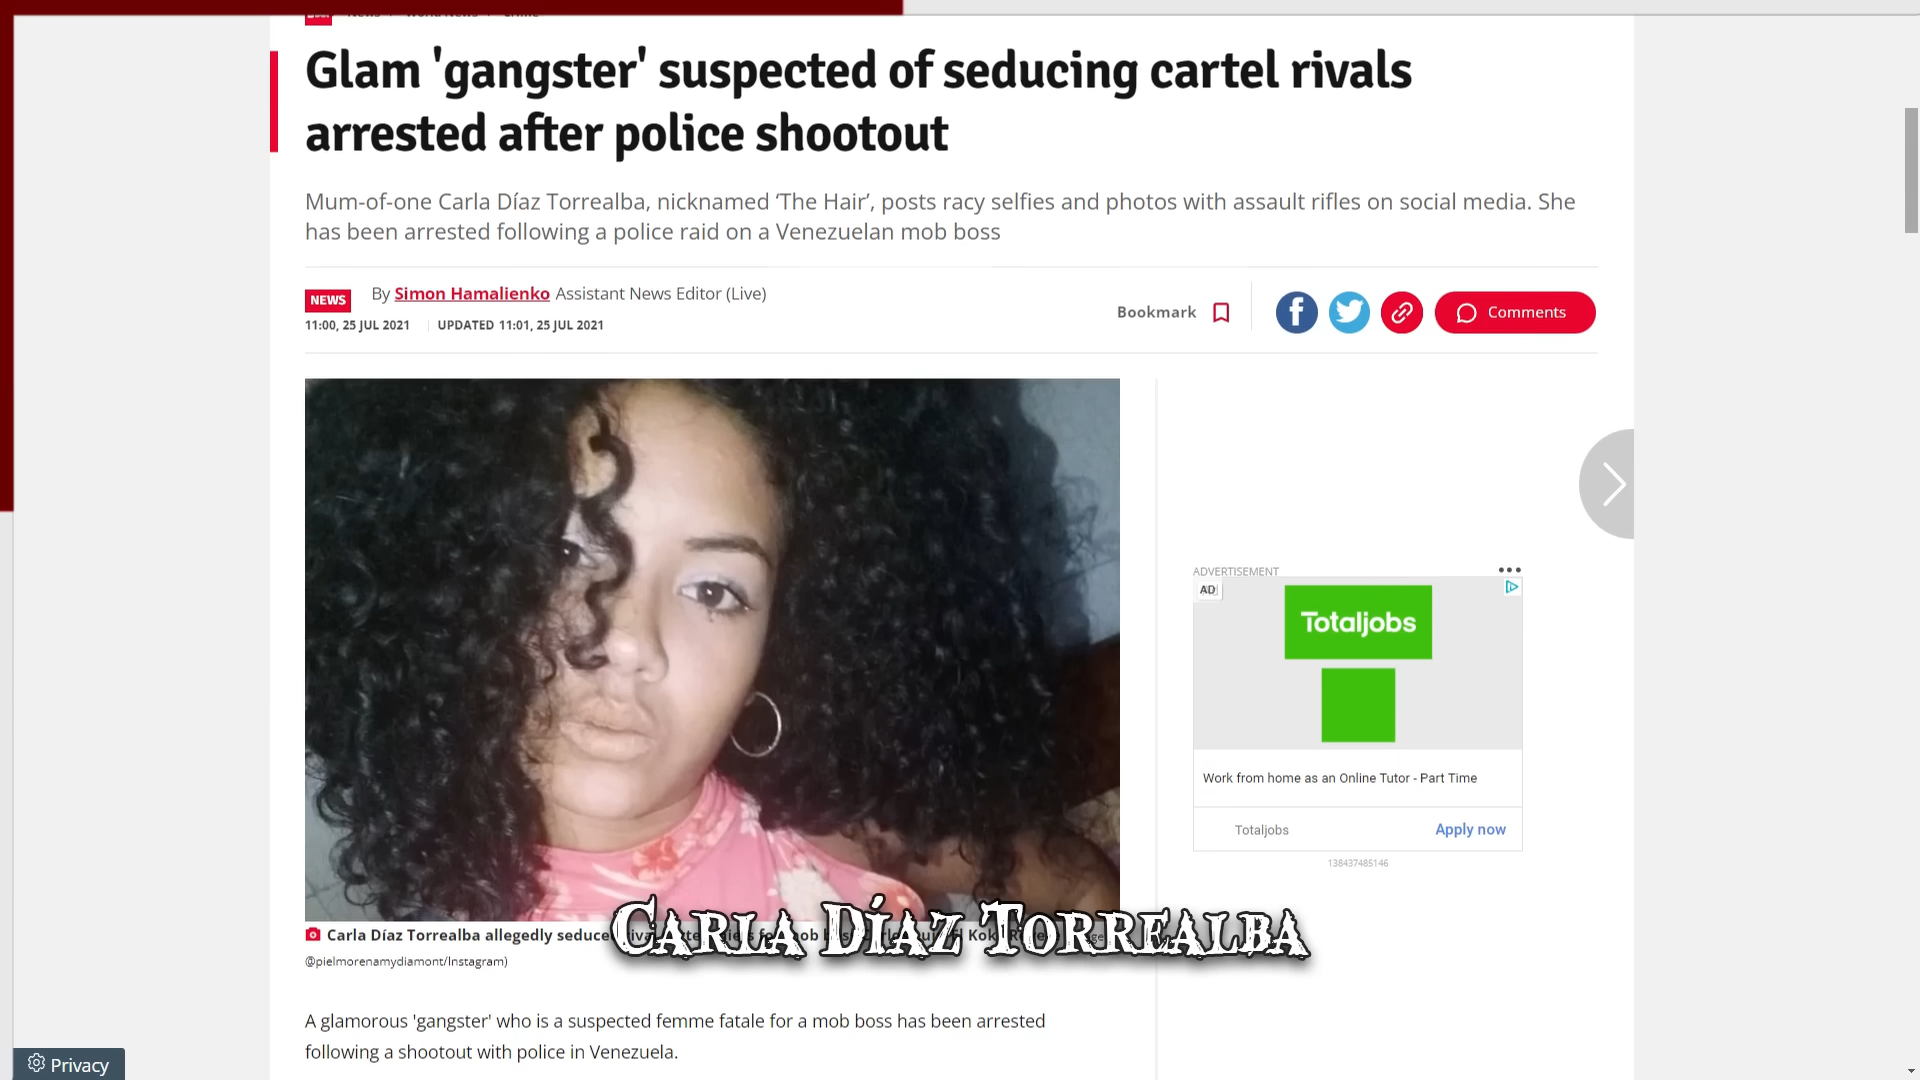 Glam 'gangster' suspected of seducing cartel rivals
arrested after police shootout
Mum-of-one Carla Díaz Torrealba, nicknamed ‘The Hair’, posts racy selfies and photos with assault rifles on social media. She
has been arrested following a police raid on a Venezuelan mob boss
NEWS
By Simon Hamalienko Assistant News Editor (Live)
11:00, 25 JUL 2021 UPDATED 11:01, 25 JUL 2021
Bookmark
Comments
ADVERTISEMENT
AD
Totaljobs
Work from home as an Online Tutor - Part Time
Totaljobs
Apply now
138437485146
Carla Díaz Torrealba allegedly
Carla Díaz Torrealba
@pielmorenamydiamont/Instagram)
A glamorous 'gangster' who is a suspected femme fatale for a mob boss has been arrested
following a shootout with police in Venezuela.
Privacy